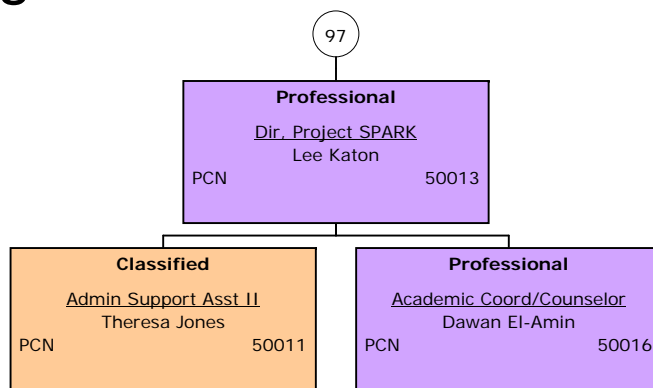 97
Professional
Dir, Project SPARK
Lee Katon
PCN 50013
Classified
Admin Support Asst II
Theresa Jones
PCN 50011
Professional
Academic Coord/Counselor
Dawan El-Amin
PCN 50016